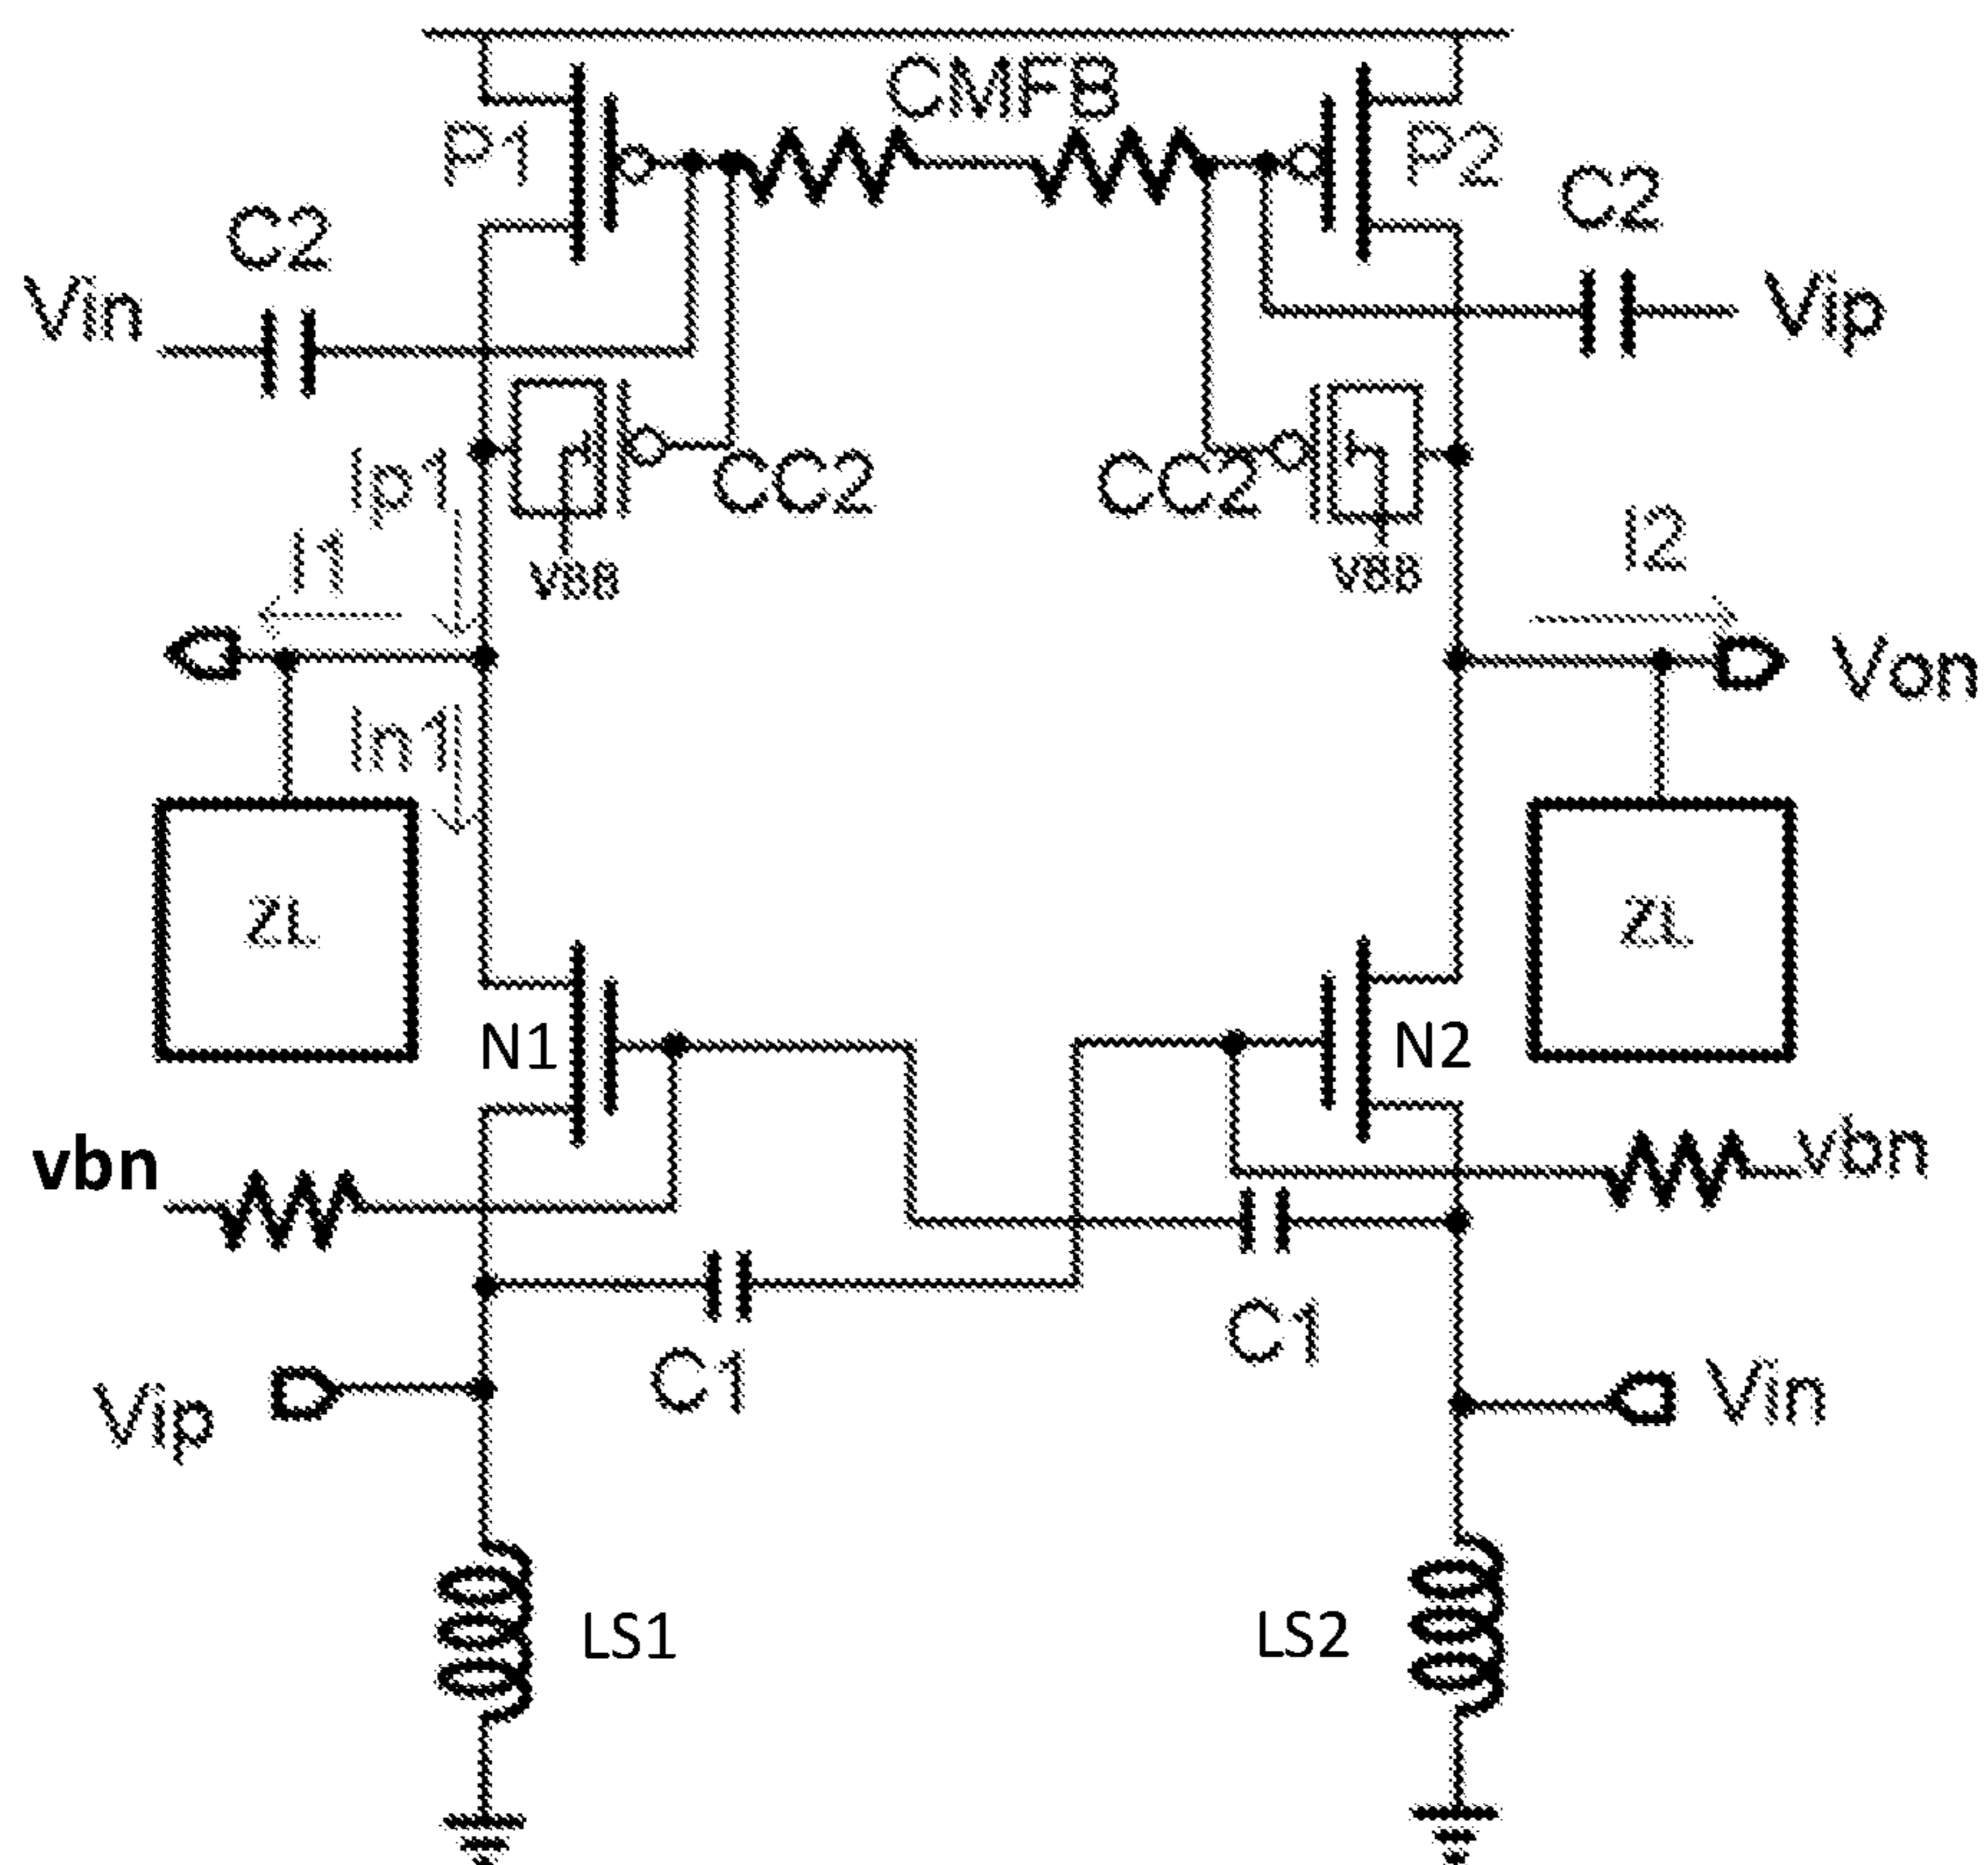 CMFB
P1
P2
C2
C2
Vin
Vip
Ip1
CC2
CC2
I1
I2
VBB
VBB
Von
In1
ZL
ZL
N1
N2
vbn
vbn
C1
C1
Vip
Vin
LS1
LS2